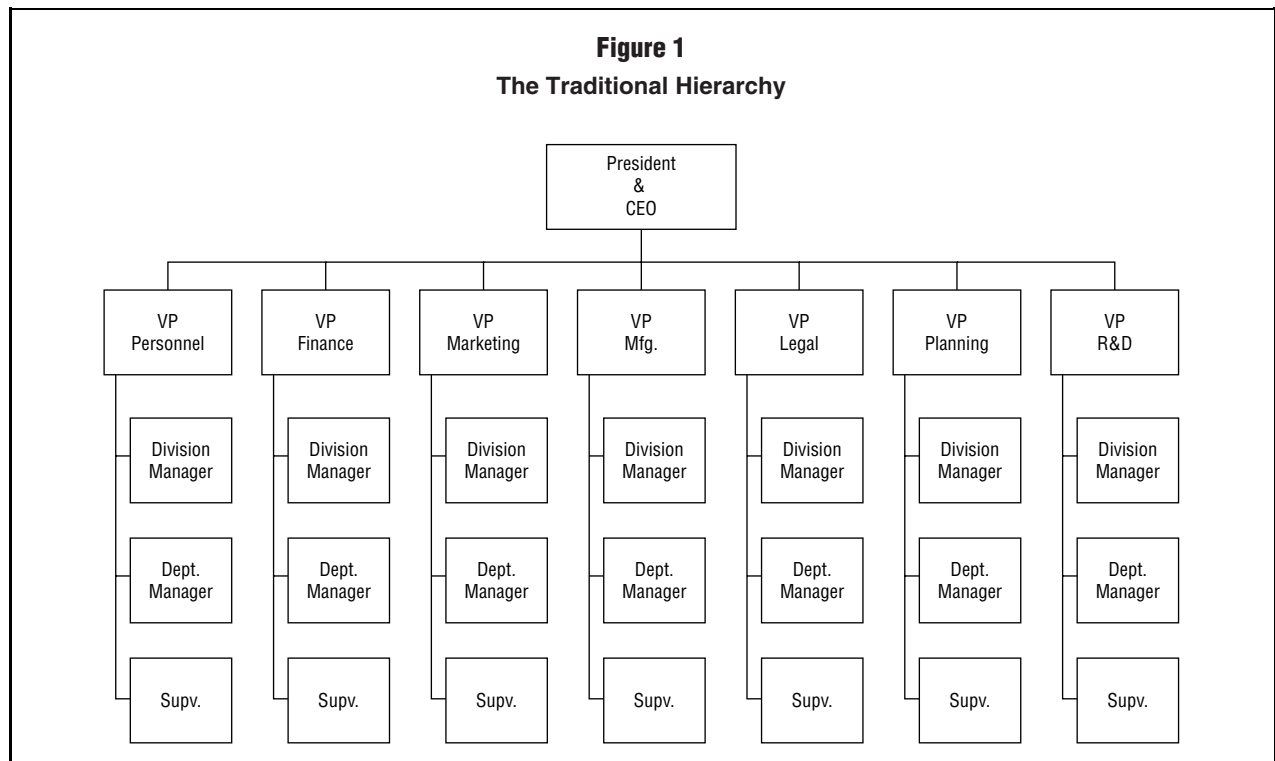 Figure 1
The Traditional Hierarchy
President
&
CEO
VP
Personnel
VP
Finance
VP
Marketing
VP
Mfg.
VP
Legal
VP
Planning
VP
R&D
Division
Manager
Division
Manager
Division
Manager
Division
Manager
Division
Manager
Division
Manager
Division
Manager
Dept.
Manager
Dept.
Manager
Dept.
Manager
Dept.
Manager
Dept.
Manager
Dept.
Manager
Dept.
Manager
Supv.
Supv.
Supv.
Supv.
Supv.
Supv.
Supv.